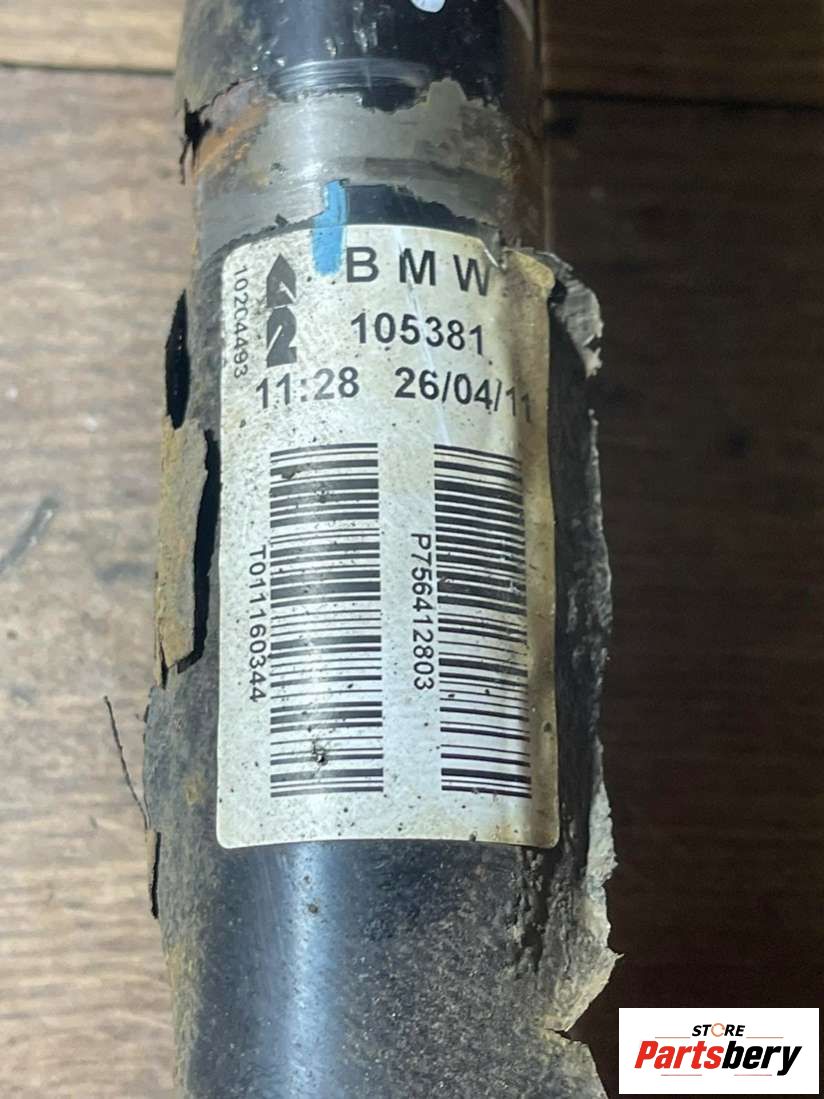 BMW
105381
11:28 26/04/11
10204493
T011160344
P756412803
STORE
Partsbery